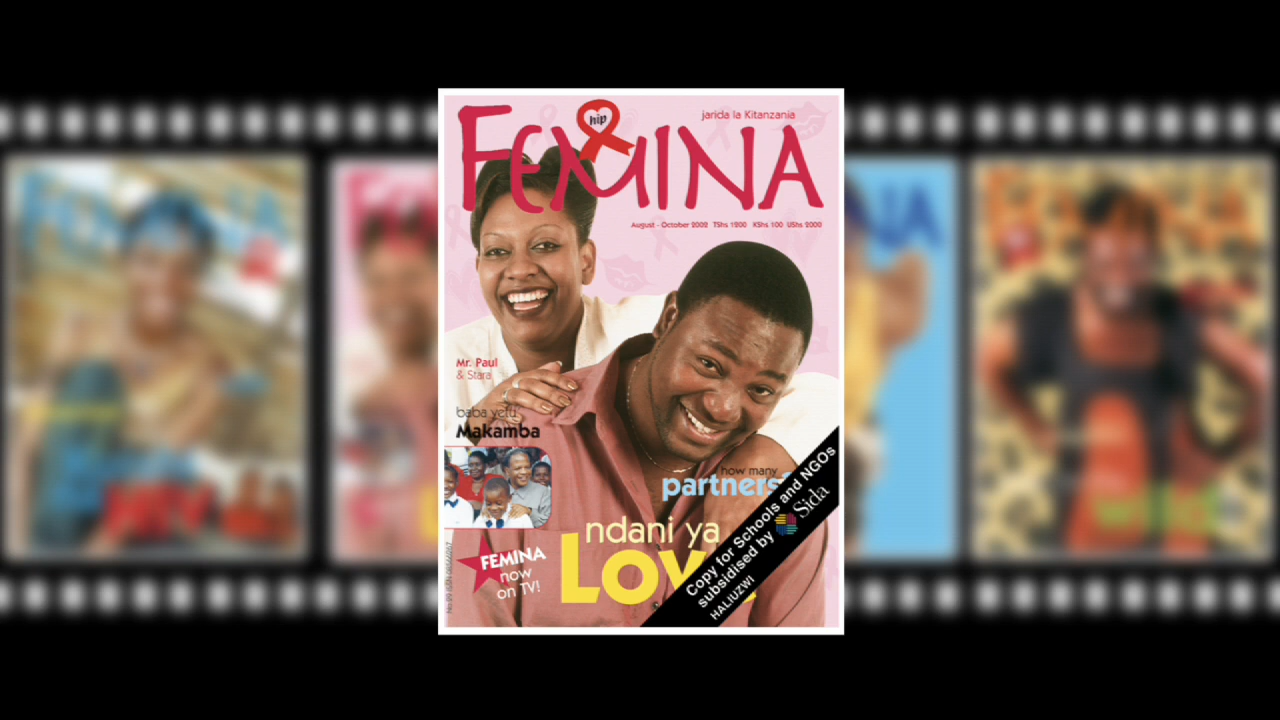 FEMINA
hip
jarida la Kitanzania
August - October 2002 TShs 1200 KShs 100 UShs 2000
Mr. Paul
& Stara
baba yetu
Makamba
how many
partners?
ndani ya
Love
FEMINA
now
on TV!
Copy for Schools and NGOs
subsidised by Sida
HALIUZWI